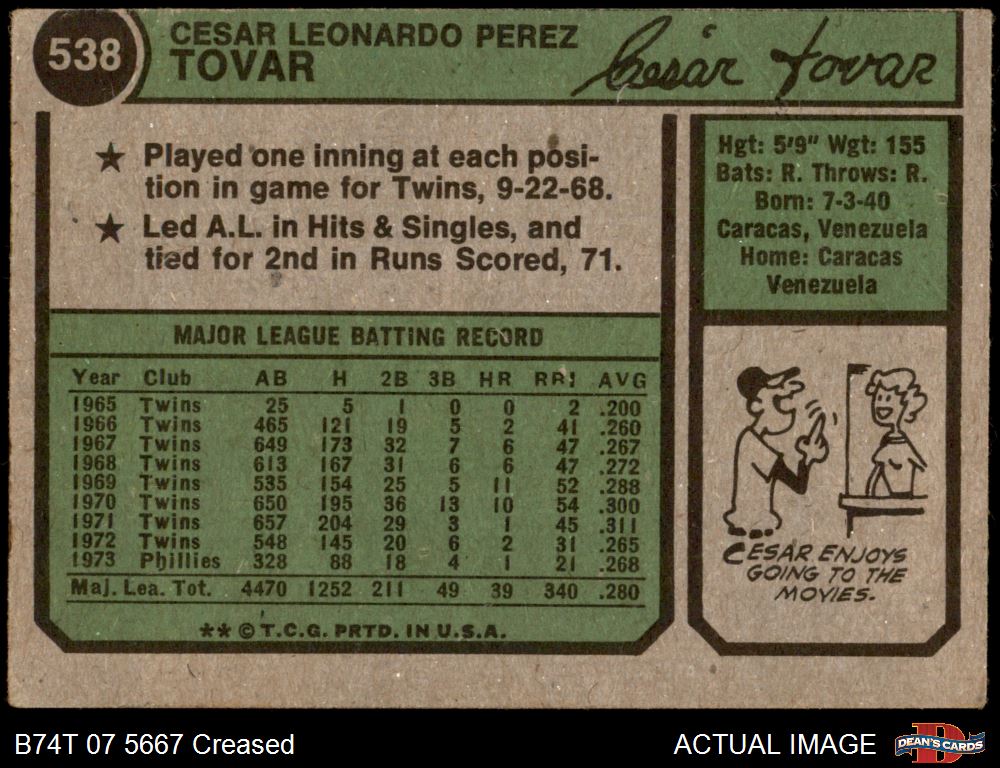 538
CESAR LEONARDO PEREZ
TOVAR
Cesár Tovar
★ Played one inning at each posi-
tion in game for Twins, 9-22-68.
★ Led A.L. in Hits & Singles, and
tied for 2nd in Runs Scored, 71.
Hgt: 5'9" Wgt: 155
Bats: R. Throws: R.
Born: 7-3-40
Caracas, Venezuela
Home: Caracas
Venezuela
MAJOR LEAGUE BATTING RECORD
Year Club AB H 2B 3B HR RBI AVG
1965 Twins 25 5 1 0 0 2 .200
1966 Twins 465 121 19 5 2 41 .260
1967 Twins 649 173 32 7 6 47 .267
1968 Twins 613 167 31 6 6 47 .272
1969 Twins 535 154 25 5 11 52 .288
1970 Twins 650 195 36 13 10 54 .300
1971 Twins 657 204 29 3 1 45 .311
1972 Twins 548 145 20 6 2 31 .265
1973 Phillies 328 88 18 4 1 21 .268
Maj. Lea. Tot. 4470 1252 211 49 39 340 .280
** © T.C.G. PRTD. IN U.S.A.
CESAR ENJOYS
GOING TO THE
MOVIES.
B74T 07 5667 Creased
ACTUAL IMAGE
D
DEAN'S CARDS